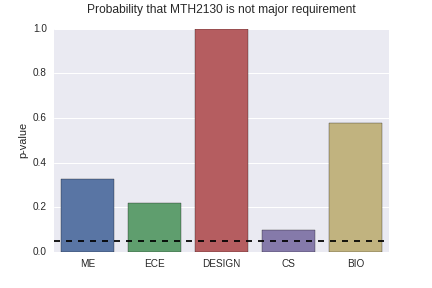 Probability that MTH2130 is not major requirement
1.0
0.8
0.6
0.4
0.2
0.0
p-value
ME ECE DESIGN CS BIO